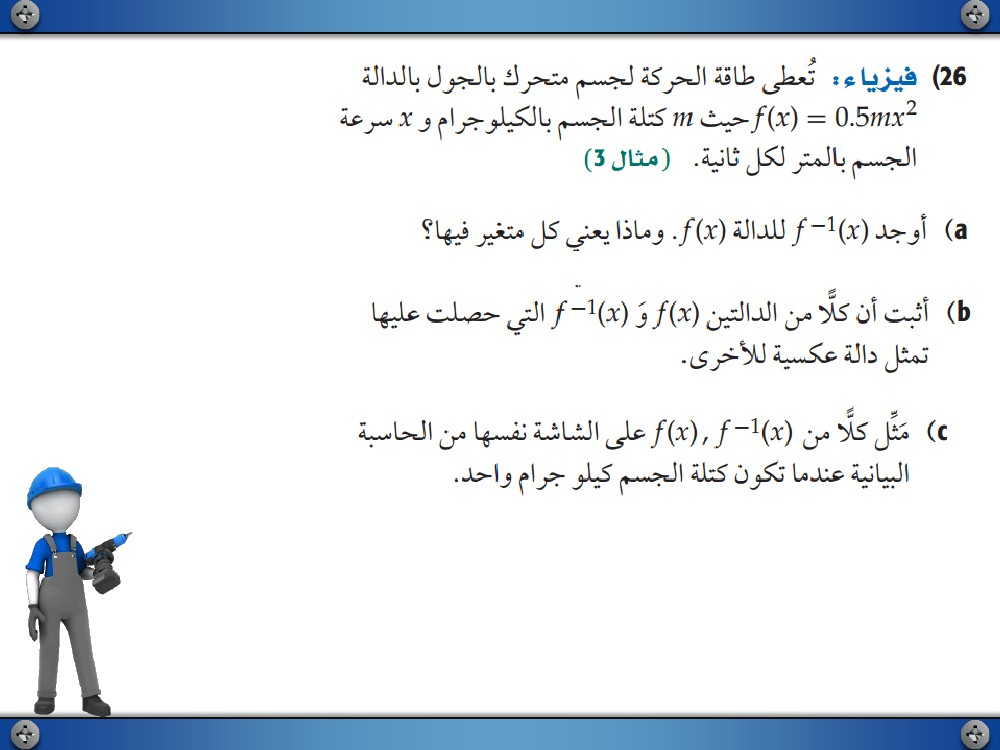 26) فيزياء: تُعطى طاقة الحركة لجسم متحرك بالجول بالدالة
f(x) = 0.5mx² حيث m كتلة الجسم بالكيلوجرام و x سرعة
الجسم بالمتر لكل ثانية. (مثال 3)
a) أوجد f⁻¹(x) للدالة f(x). وماذا يعني كل متغير فيها؟
b) أثبت أن كلًّا من الدالتين f(x) وَ f⁻¹(x) التي حصلت عليها
تمثل دالة عكسية للأخرى.
c) مَثِّل كلًّا من f(x), f⁻¹(x) على الشاشة نفسها من الحاسبة
البيانية عندما تكون كتلة الجسم كيلو جرام واحد.